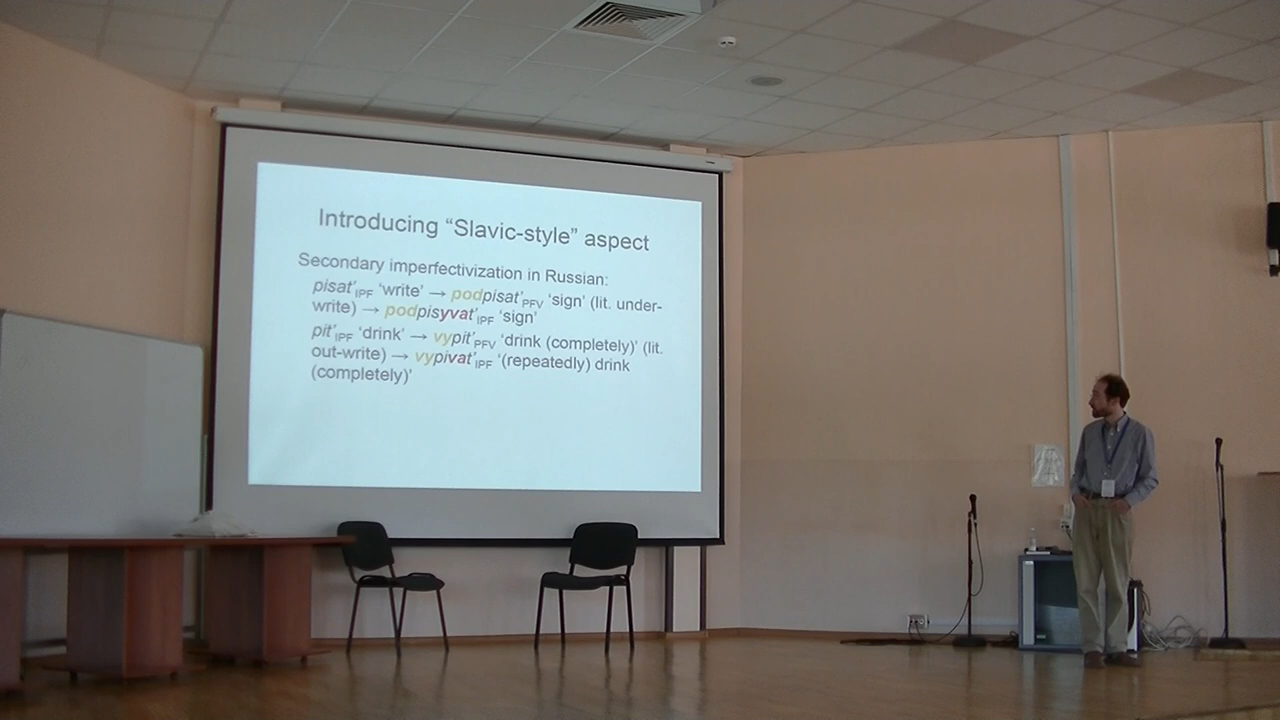 Introducing “Slavic-style” aspect
Secondary imperfectivization in Russian:
pisat’IPF ‘write’ → podpisat’PFV ‘sign’ (lit. under-
write) → podpisyvat’IPF ‘sign’
pit’IPF ‘drink’ → vypit’PFV ‘drink (completely)’ (lit.
out-write) → vypivat’IPF ‘(repeatedly) drink
(completely)’